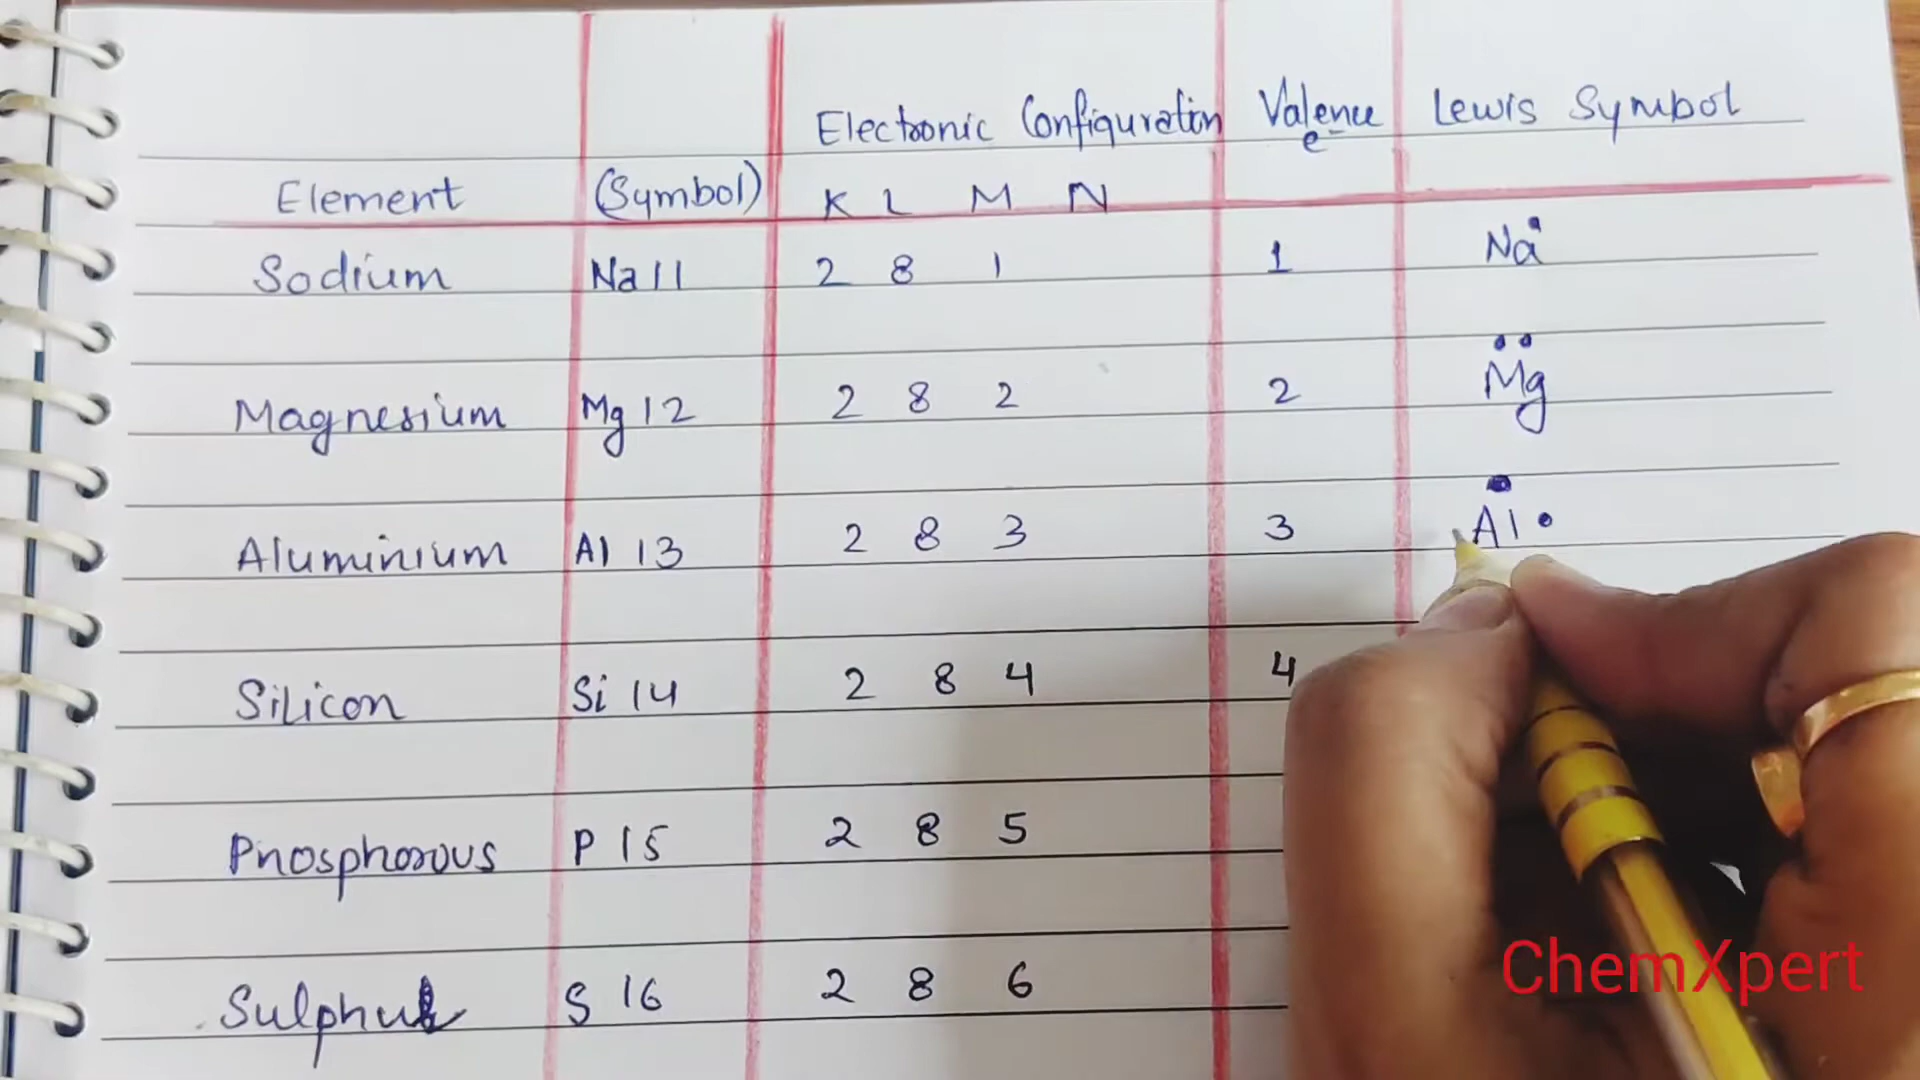 Electronic Configuration Valence Lewis Symbol
e-
Element (Symbol) K L M N
Sodium Na 11 2 8 1 1 Na
Magnesium Mg 12 2 8 2 2 Mg
Aluminium Al 13 2 8 3 3 Al
Silicon Si 14 2 8 4 4
Phosphorous P 15 2 8 5
Sulphur S 16 2 8 6
ChemXpert